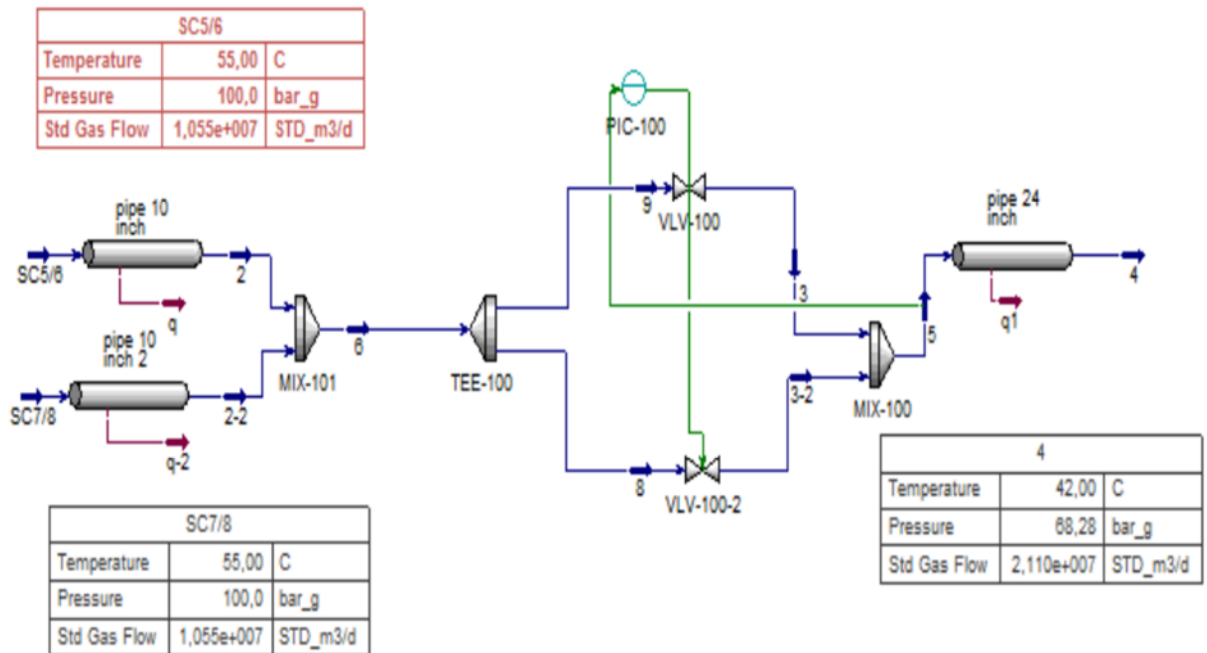 SC5/6
Temperature 55,00 C
Pressure 100,0 bar_g
Std Gas Flow 1,055e+007 STD_m3/d
PIC-100
9
VLV-100
pipe 10
inch
SC5/6
2
q
pipe 24
inch
4
q1
3
5
MIX-101
6
TEE-100
pipe 10
inch 2
SC7/8
2-2
q-2
3-2
MIX-100
8
VLV-100-2
4
Temperature 42,00 C
Pressure 68,28 bar_g
Std Gas Flow 2,110e+007 STD_m3/d
SC7/8
Temperature 55,00 C
Pressure 100,0 bar_g
Std Gas Flow 1,055e+007 STD_m3/d